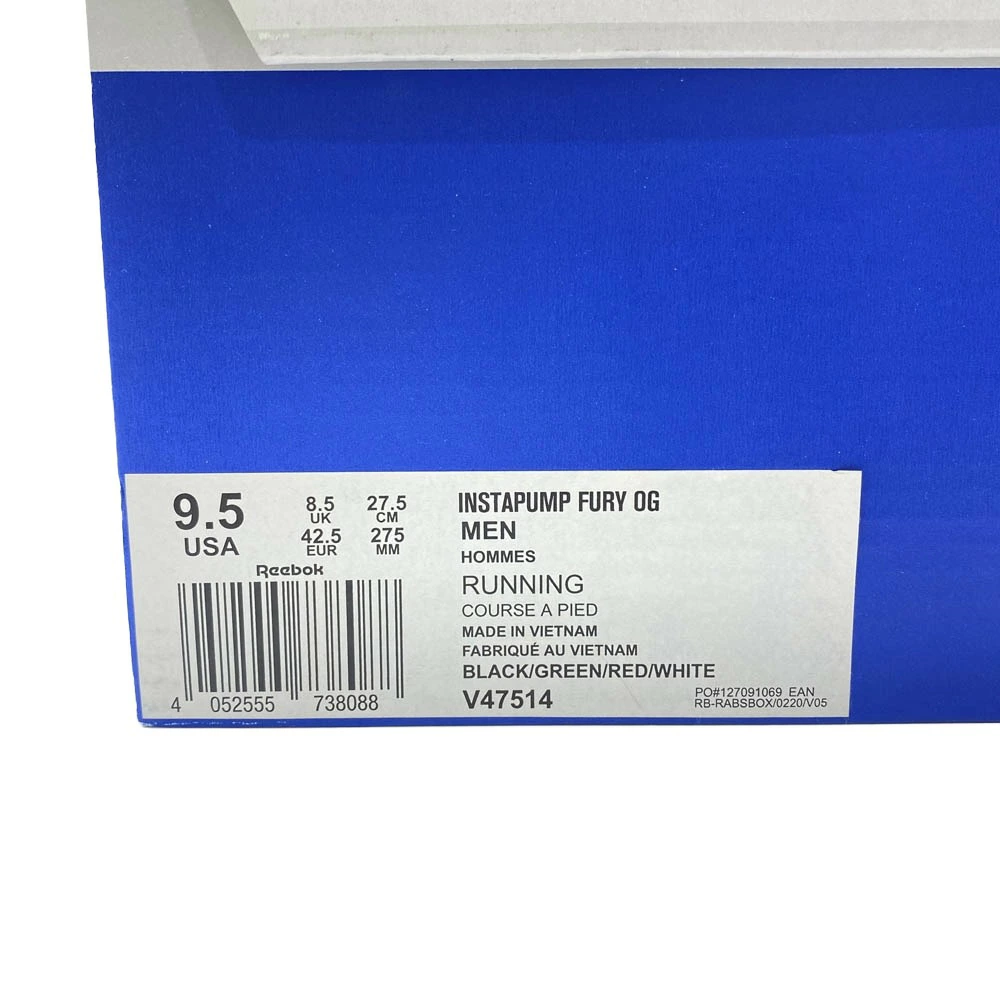 9.5
USA
8.5
UK
27.5
CM
42.5
EUR
275
MM
Reebok
4 052555 738088
INSTAPUMP FURY OG
MEN
HOMMES
RUNNING
COURSE A PIED
MADE IN VIETNAM
FABRIQUÉ AU VIETNAM
BLACK/GREEN/RED/WHITE
V47514
PO#127091069 EAN
RB-RABSBOX/0220/V05